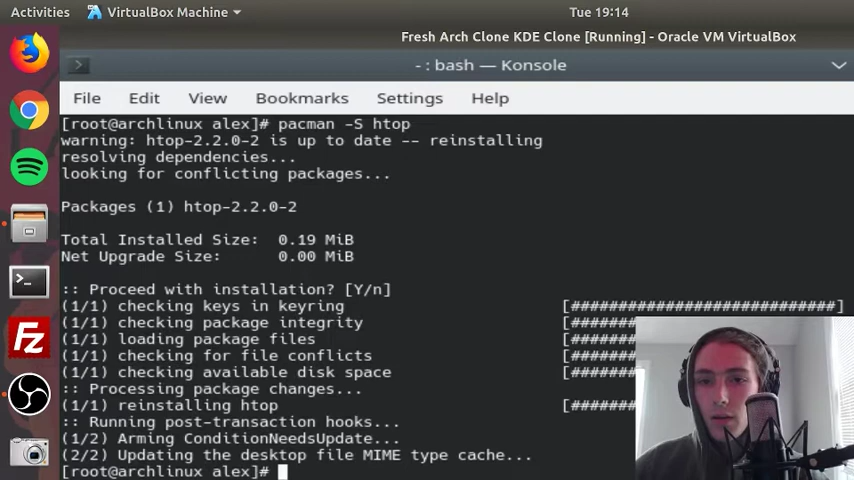 Activities
VirtualBox Machine
Tue 19:14
Fresh Arch Clone KDE Clone [Running] - Oracle VM VirtualBox
- : bash — Konsole
File Edit View Bookmarks Settings Help
[root@archlinux alex]# pacman -S htop
warning: htop-2.2.0-2 is up to date -- reinstalling
resolving dependencies...
looking for conflicting packages...
Packages (1) htop-2.2.0-2
Total Installed Size: 0.19 MiB
Net Upgrade Size: 0.00 MiB
:: Proceed with installation? [Y/n]
(1/1) checking keys in keyring [############################]
(1/1) checking package integrity [######
(1/1) loading package files [######
(1/1) checking for file conflicts [######
(1/1) checking available disk space [######
:: Processing package changes...
(1/1) reinstalling htop [######
:: Running post-transaction hooks...
(1/2) Arming ConditionNeedsUpdate...
(2/2) Updating the desktop file MIME type cache...
[root@archlinux alex]#